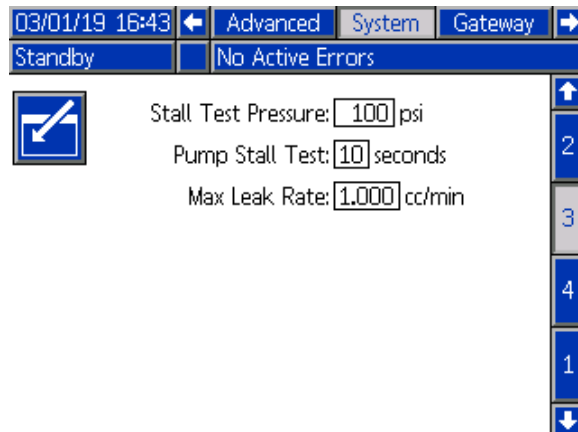 03/01/19 16:43 Advanced System Gateway
Standby No Active Errors
Stall Test Pressure: 100 psi
Pump Stall Test: 10 seconds
Max Leak Rate: 1.000 cc/min
2
3
4
1